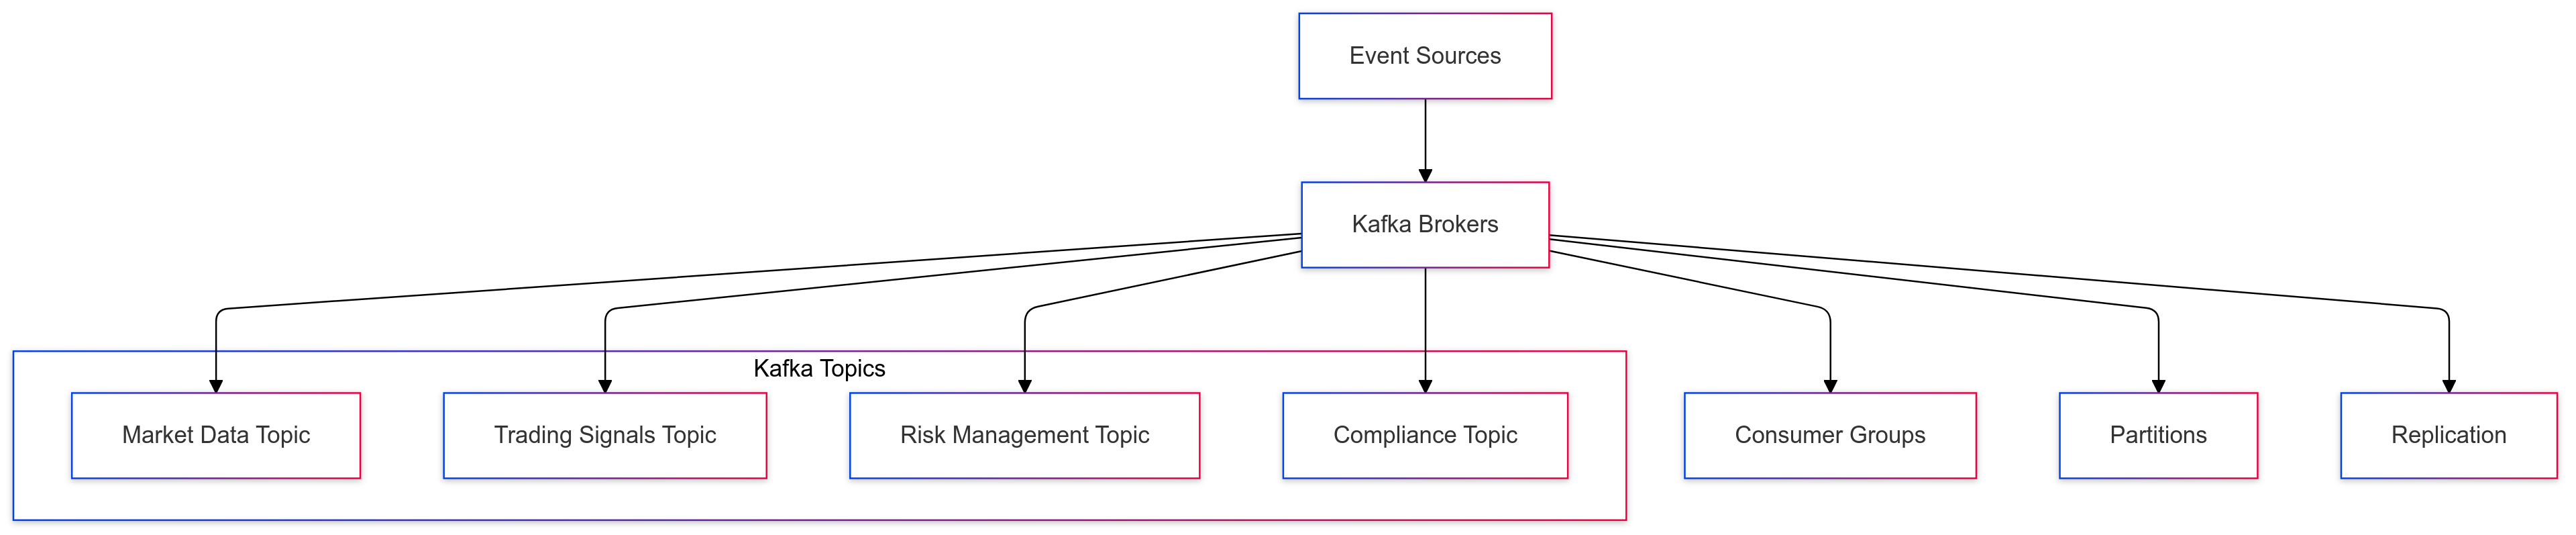 Event Sources
Kafka Brokers
Kafka Topics
Market Data Topic
Trading Signals Topic
Risk Management Topic
Compliance Topic
Consumer Groups
Partitions
Replication